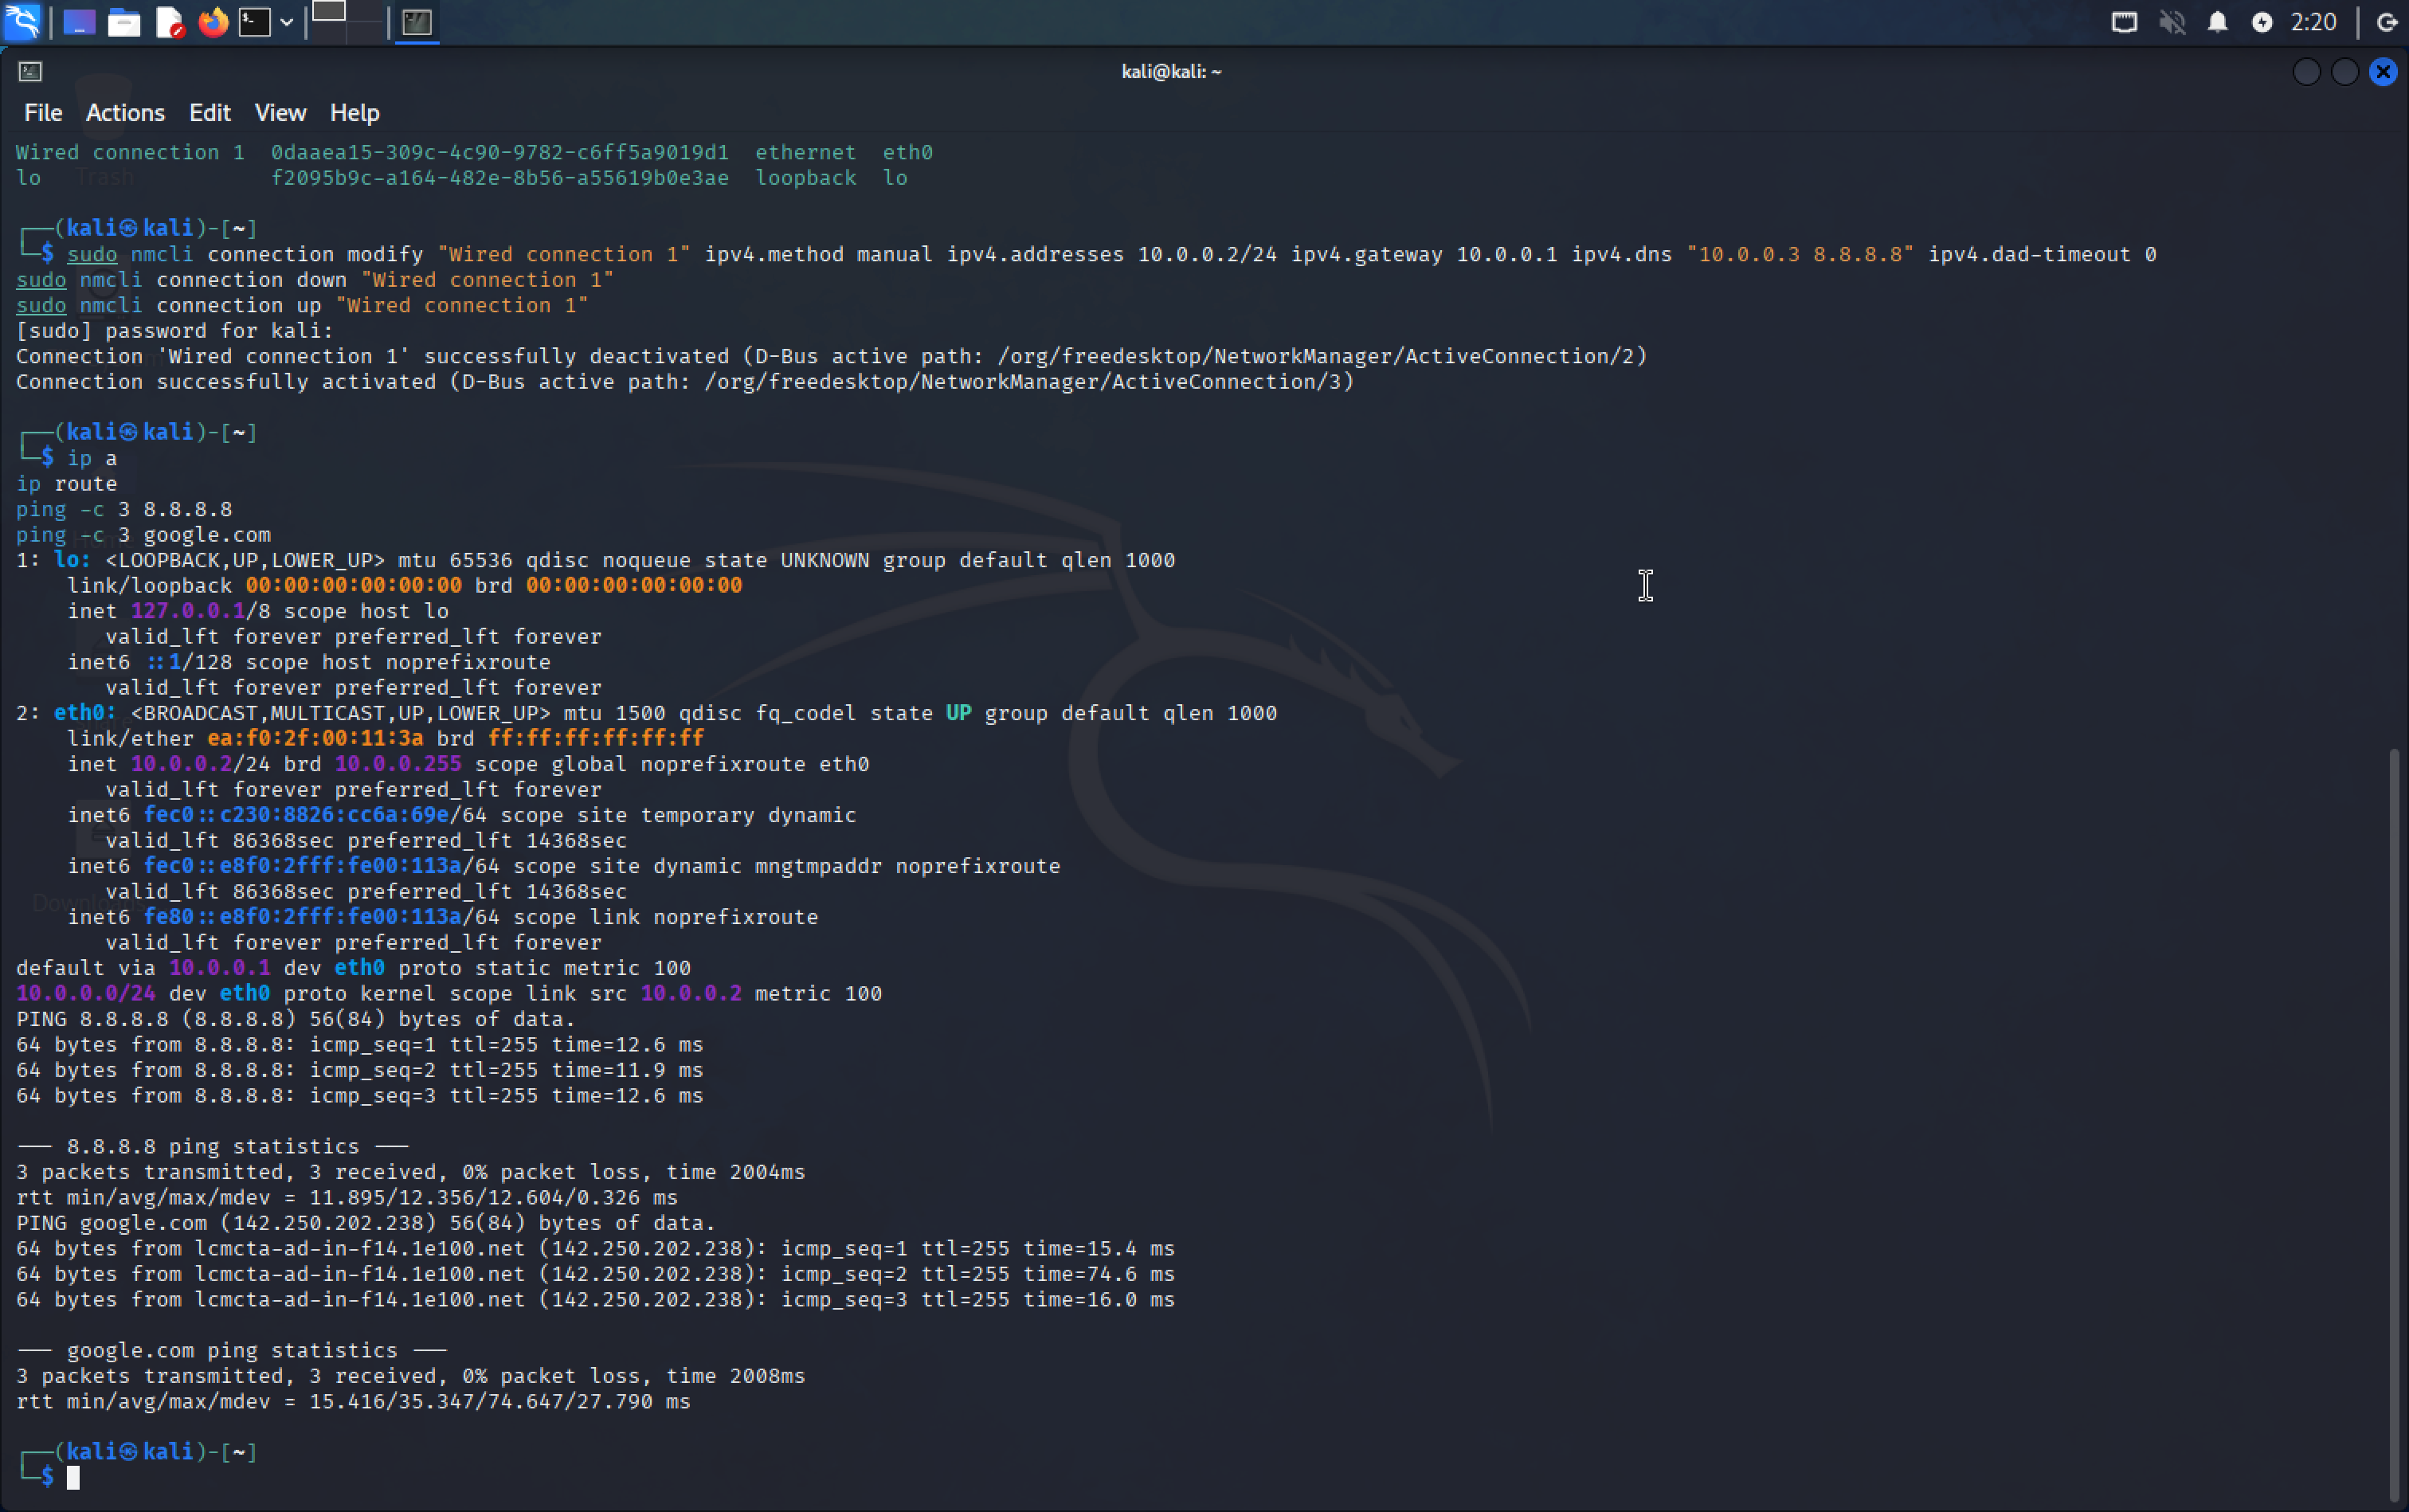 2:20
kali@kali: ~
File Actions Edit View Help
Wired connection 1  0daaea15-309c-4c90-9782-c6ff5a9019d1  ethernet  eth0
lo                  f2095b9c-a164-482e-8b56-a55619b0e3ae  loopback  lo
┌──(kali㉿kali)-[~]
└─$ sudo nmcli connection modify "Wired connection 1" ipv4.method manual ipv4.addresses 10.0.0.2/24 ipv4.gateway 10.0.0.1 ipv4.dns "10.0.0.3 8.8.8.8" ipv4.dad-timeout 0
sudo nmcli connection down "Wired connection 1"
sudo nmcli connection up "Wired connection 1"
[sudo] password for kali:
Connection 'Wired connection 1' successfully deactivated (D-Bus active path: /org/freedesktop/NetworkManager/ActiveConnection/2)
Connection successfully activated (D-Bus active path: /org/freedesktop/NetworkManager/ActiveConnection/3)
┌──(kali㉿kali)-[~]
└─$ ip a
ip route
ping -c 3 8.8.8.8
ping -c 3 google.com
1: lo: <LOOPBACK,UP,LOWER_UP> mtu 65536 qdisc noqueue state UNKNOWN group default qlen 1000
    link/loopback 00:00:00:00:00:00 brd 00:00:00:00:00:00
    inet 127.0.0.1/8 scope host lo
       valid_lft forever preferred_lft forever
    inet6 ::1/128 scope host noprefixroute
       valid_lft forever preferred_lft forever
2: eth0: <BROADCAST,MULTICAST,UP,LOWER_UP> mtu 1500 qdisc fq_codel state UP group default qlen 1000
    link/ether ea:f0:2f:00:11:3a brd ff:ff:ff:ff:ff:ff
    inet 10.0.0.2/24 brd 10.0.0.255 scope global noprefixroute eth0
       valid_lft forever preferred_lft forever
    inet6 fec0::c230:8826:cc6a:69e/64 scope site temporary dynamic
       valid_lft 86368sec preferred_lft 14368sec
    inet6 fec0::e8f0:2fff:fe00:113a/64 scope site dynamic mngtmpaddr noprefixroute
       valid_lft 86368sec preferred_lft 14368sec
    inet6 fe80::e8f0:2fff:fe00:113a/64 scope link noprefixroute
       valid_lft forever preferred_lft forever
default via 10.0.0.1 dev eth0 proto static metric 100
10.0.0.0/24 dev eth0 proto kernel scope link src 10.0.0.2 metric 100
PING 8.8.8.8 (8.8.8.8) 56(84) bytes of data.
64 bytes from 8.8.8.8: icmp_seq=1 ttl=255 time=12.6 ms
64 bytes from 8.8.8.8: icmp_seq=2 ttl=255 time=11.9 ms
64 bytes from 8.8.8.8: icmp_seq=3 ttl=255 time=12.6 ms
--- 8.8.8.8 ping statistics ---
3 packets transmitted, 3 received, 0% packet loss, time 2004ms
rtt min/avg/max/mdev = 11.895/12.356/12.604/0.326 ms
PING google.com (142.250.202.238) 56(84) bytes of data.
64 bytes from lcmcta-ad-in-f14.1e100.net (142.250.202.238): icmp_seq=1 ttl=255 time=15.4 ms
64 bytes from lcmcta-ad-in-f14.1e100.net (142.250.202.238): icmp_seq=2 ttl=255 time=74.6 ms
64 bytes from lcmcta-ad-in-f14.1e100.net (142.250.202.238): icmp_seq=3 ttl=255 time=16.0 ms
--- google.com ping statistics ---
3 packets transmitted, 3 received, 0% packet loss, time 2008ms
rtt min/avg/max/mdev = 15.416/35.347/74.647/27.790 ms
┌──(kali㉿kali)-[~]
└─$
Trash